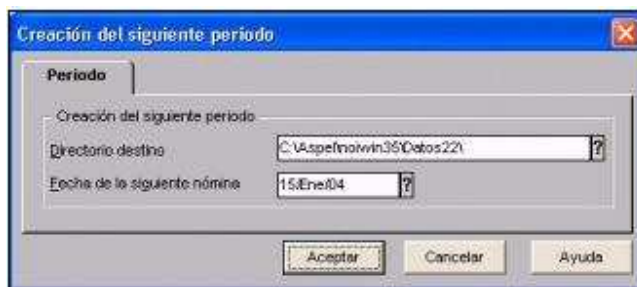 Creación del siguiente periodo
Periodo
Creación del siguiente periodo
Directorio destino C:\Aspel\noiwin35\Datos22\ ?
Fecha de la siguiente nómina 15/Ene/04 ?
Aceptar Cancelar Ayuda